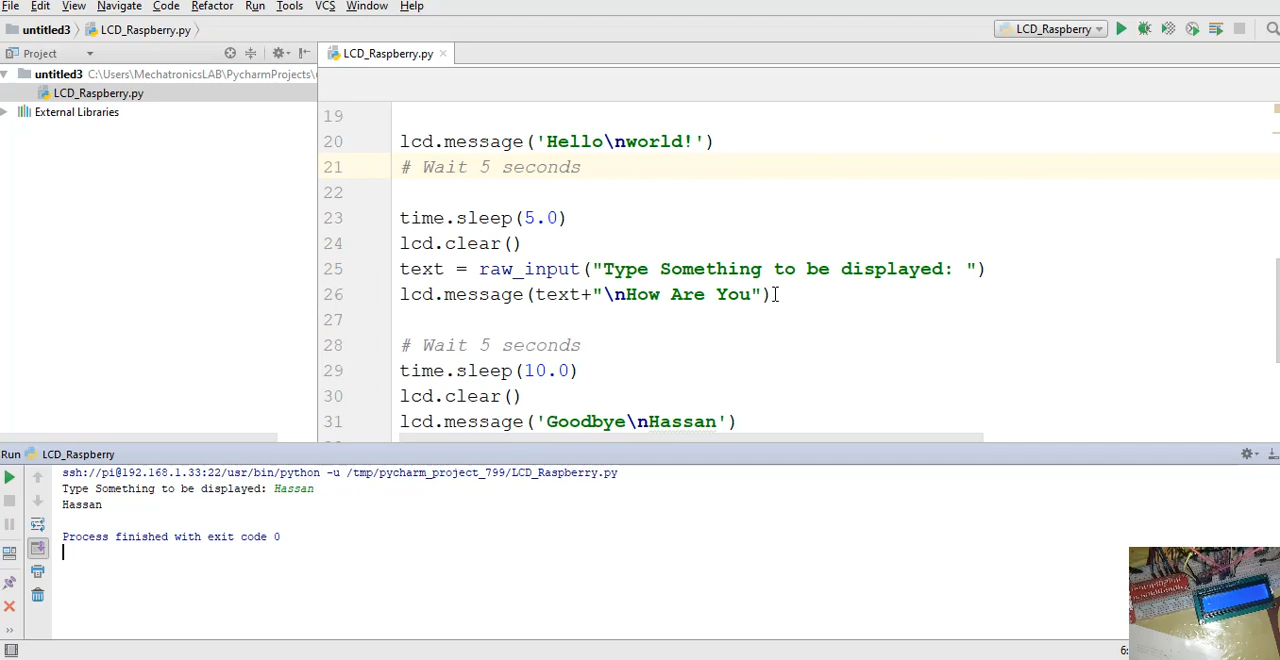 File Edit View Navigate Code Refactor Run Tools VCS Window Help
untitled3 LCD_Raspberry.py LCD_Raspberry
Project LCD_Raspberry.py
untitled3 C:\Users\MechatronicsLAB\PycharmProjects\
LCD_Raspberry.py
External Libraries
19
20 lcd.message('Hello\nworld!')
21 # Wait 5 seconds
22
23 time.sleep(5.0)
24 lcd.clear()
25 text = raw_input("Type Something to be displayed: ")
26 lcd.message(text+"\nHow Are You")
27
28 # Wait 5 seconds
29 time.sleep(10.0)
30 lcd.clear()
31 lcd.message('Goodbye\nHassan')
Run LCD_Raspberry
ssh://pi@192.168.1.33:22/usr/bin/python -u /tmp/pycharm_project_799/LCD_Raspberry.py
Type Something to be displayed: Hassan
Hassan
Process finished with exit code 0
6: